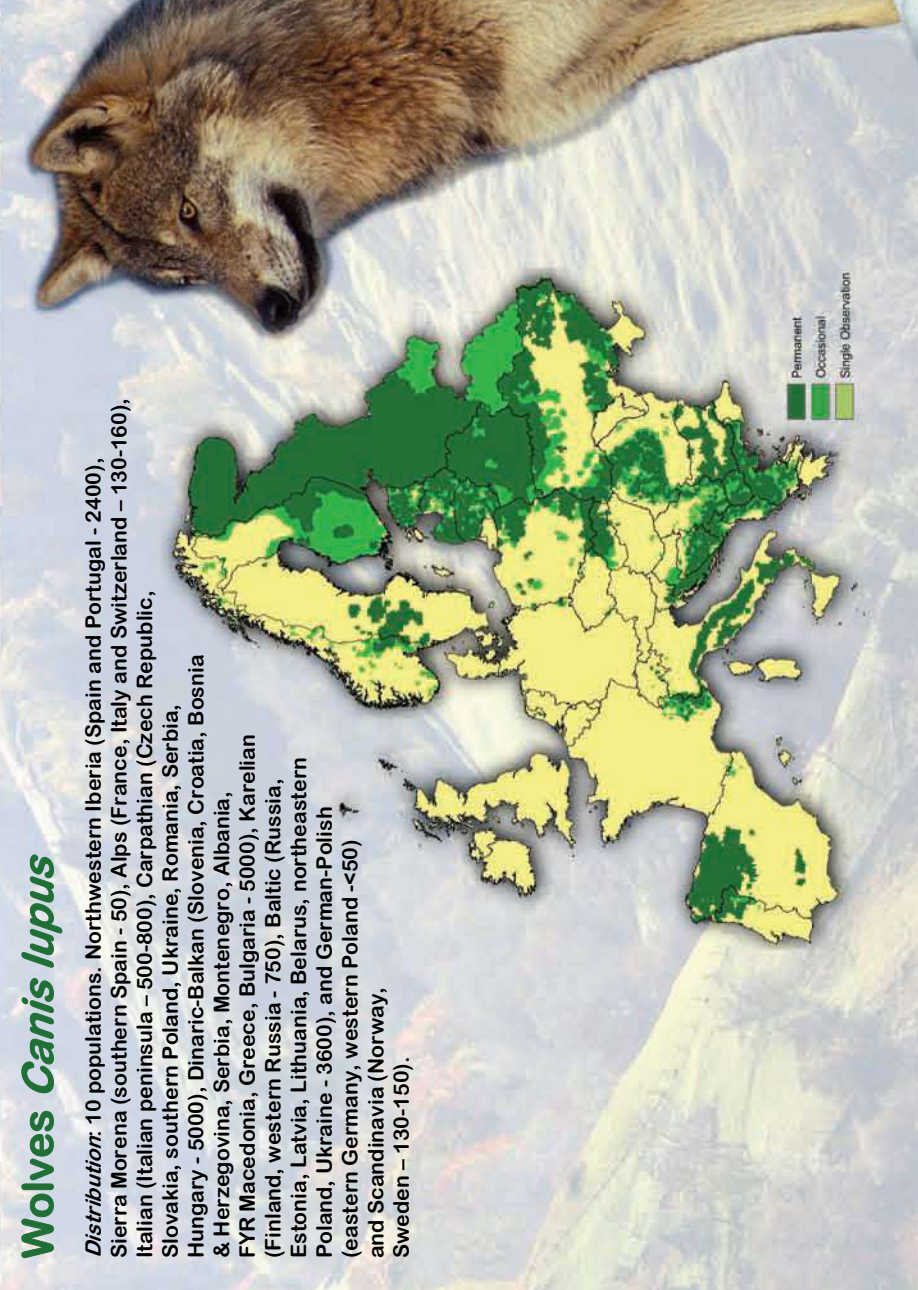 Wolves Canis lupus
Distribution: 10 populations. Northwestern Iberia (Spain and Portugal - 2400),
Sierra Morena (southern Spain - 50), Alps (France, Italy and Switzerland – 130-160),
Italian (Italian peninsula – 500-800), Carpathian (Czech Republic,
Slovakia, southern Poland, Ukraine, Romania, Serbia,
Hungary - 5000), Dinaric-Balkan (Slovenia, Croatia, Bosnia
& Herzegovina, Serbia, Montenegro, Albania,
FYR Macedonia, Greece, Bulgaria - 5000), Karelian
(Finland, western Russia - 750), Baltic (Russia,
Estonia, Latvia, Lithuania, Belarus, northeastern
Poland, Ukraine - 3600), and German-Polish
(eastern Germany, western Poland -<50)
and Scandinavia (Norway,
Sweden – 130-150).
Permanent
Occasional
Single Observation